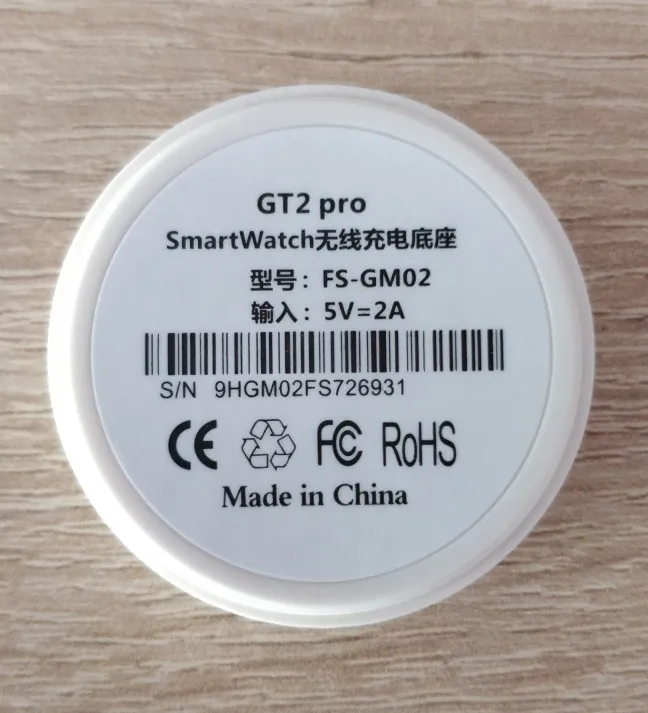 GT2 pro
SmartWatch无线充电底座
型号：FS-GM02
输入：5V=2A
S/N 9HGM02FS726931
CE FC RoHS
Made in China